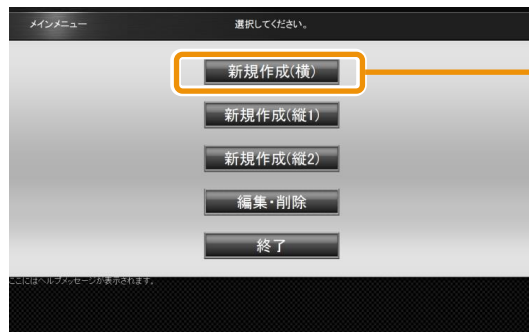 メインメニュー
選択してください。
新規作成(横)
新規作成(縦1)
新規作成(縦2)
編集・削除
終了
ここにはヘルプメッセージが表示されます。